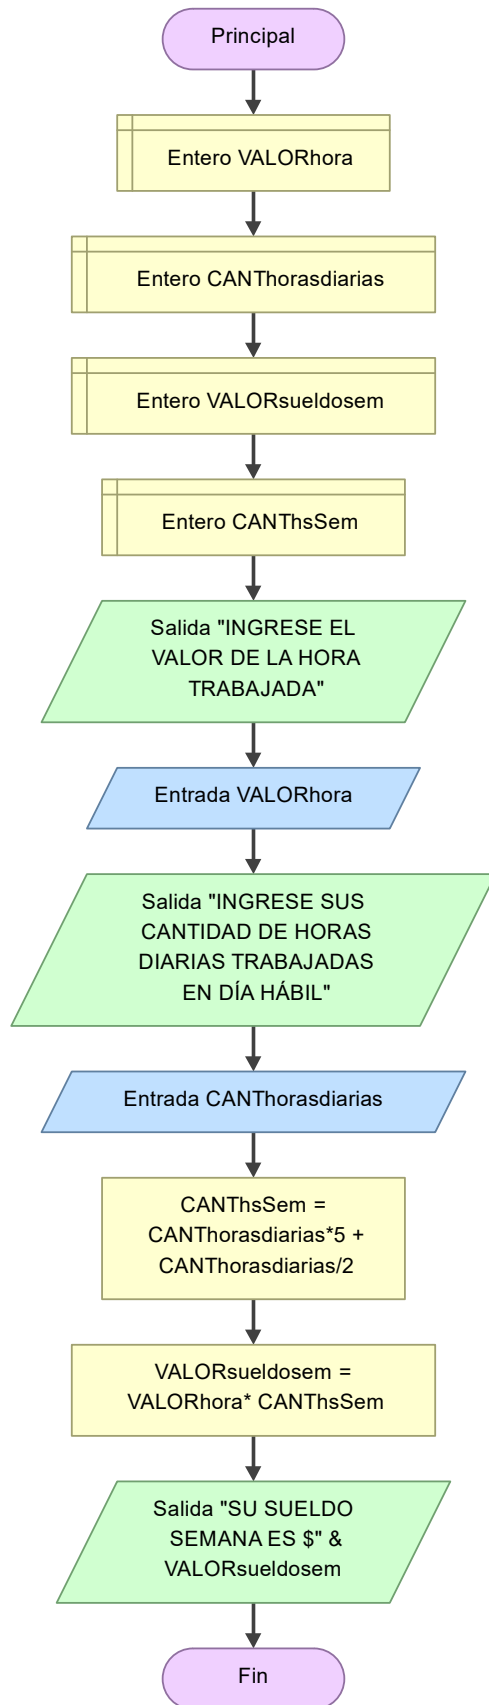 Principal
Entero VALORhora
Entero CANThorasdiarias
Entero VALORsueldosem
Entero CANThsSem
Salida "INGRESE EL
VALOR DE LA HORA
TRABAJADA"
Entrada VALORhora
Salida "INGRESE SUS
CANTIDAD DE HORAS
DIARIAS TRABAJADAS
EN DÍA HÁBIL"
Entrada CANThorasdiarias
CANThsSem =
CANThorasdiarias*5 +
CANThorasdiarias/2
VALORsueldosem =
VALORhora* CANThsSem
Salida "SU SUELDO
SEMANA ES $" &
VALORsueldosem
Fin